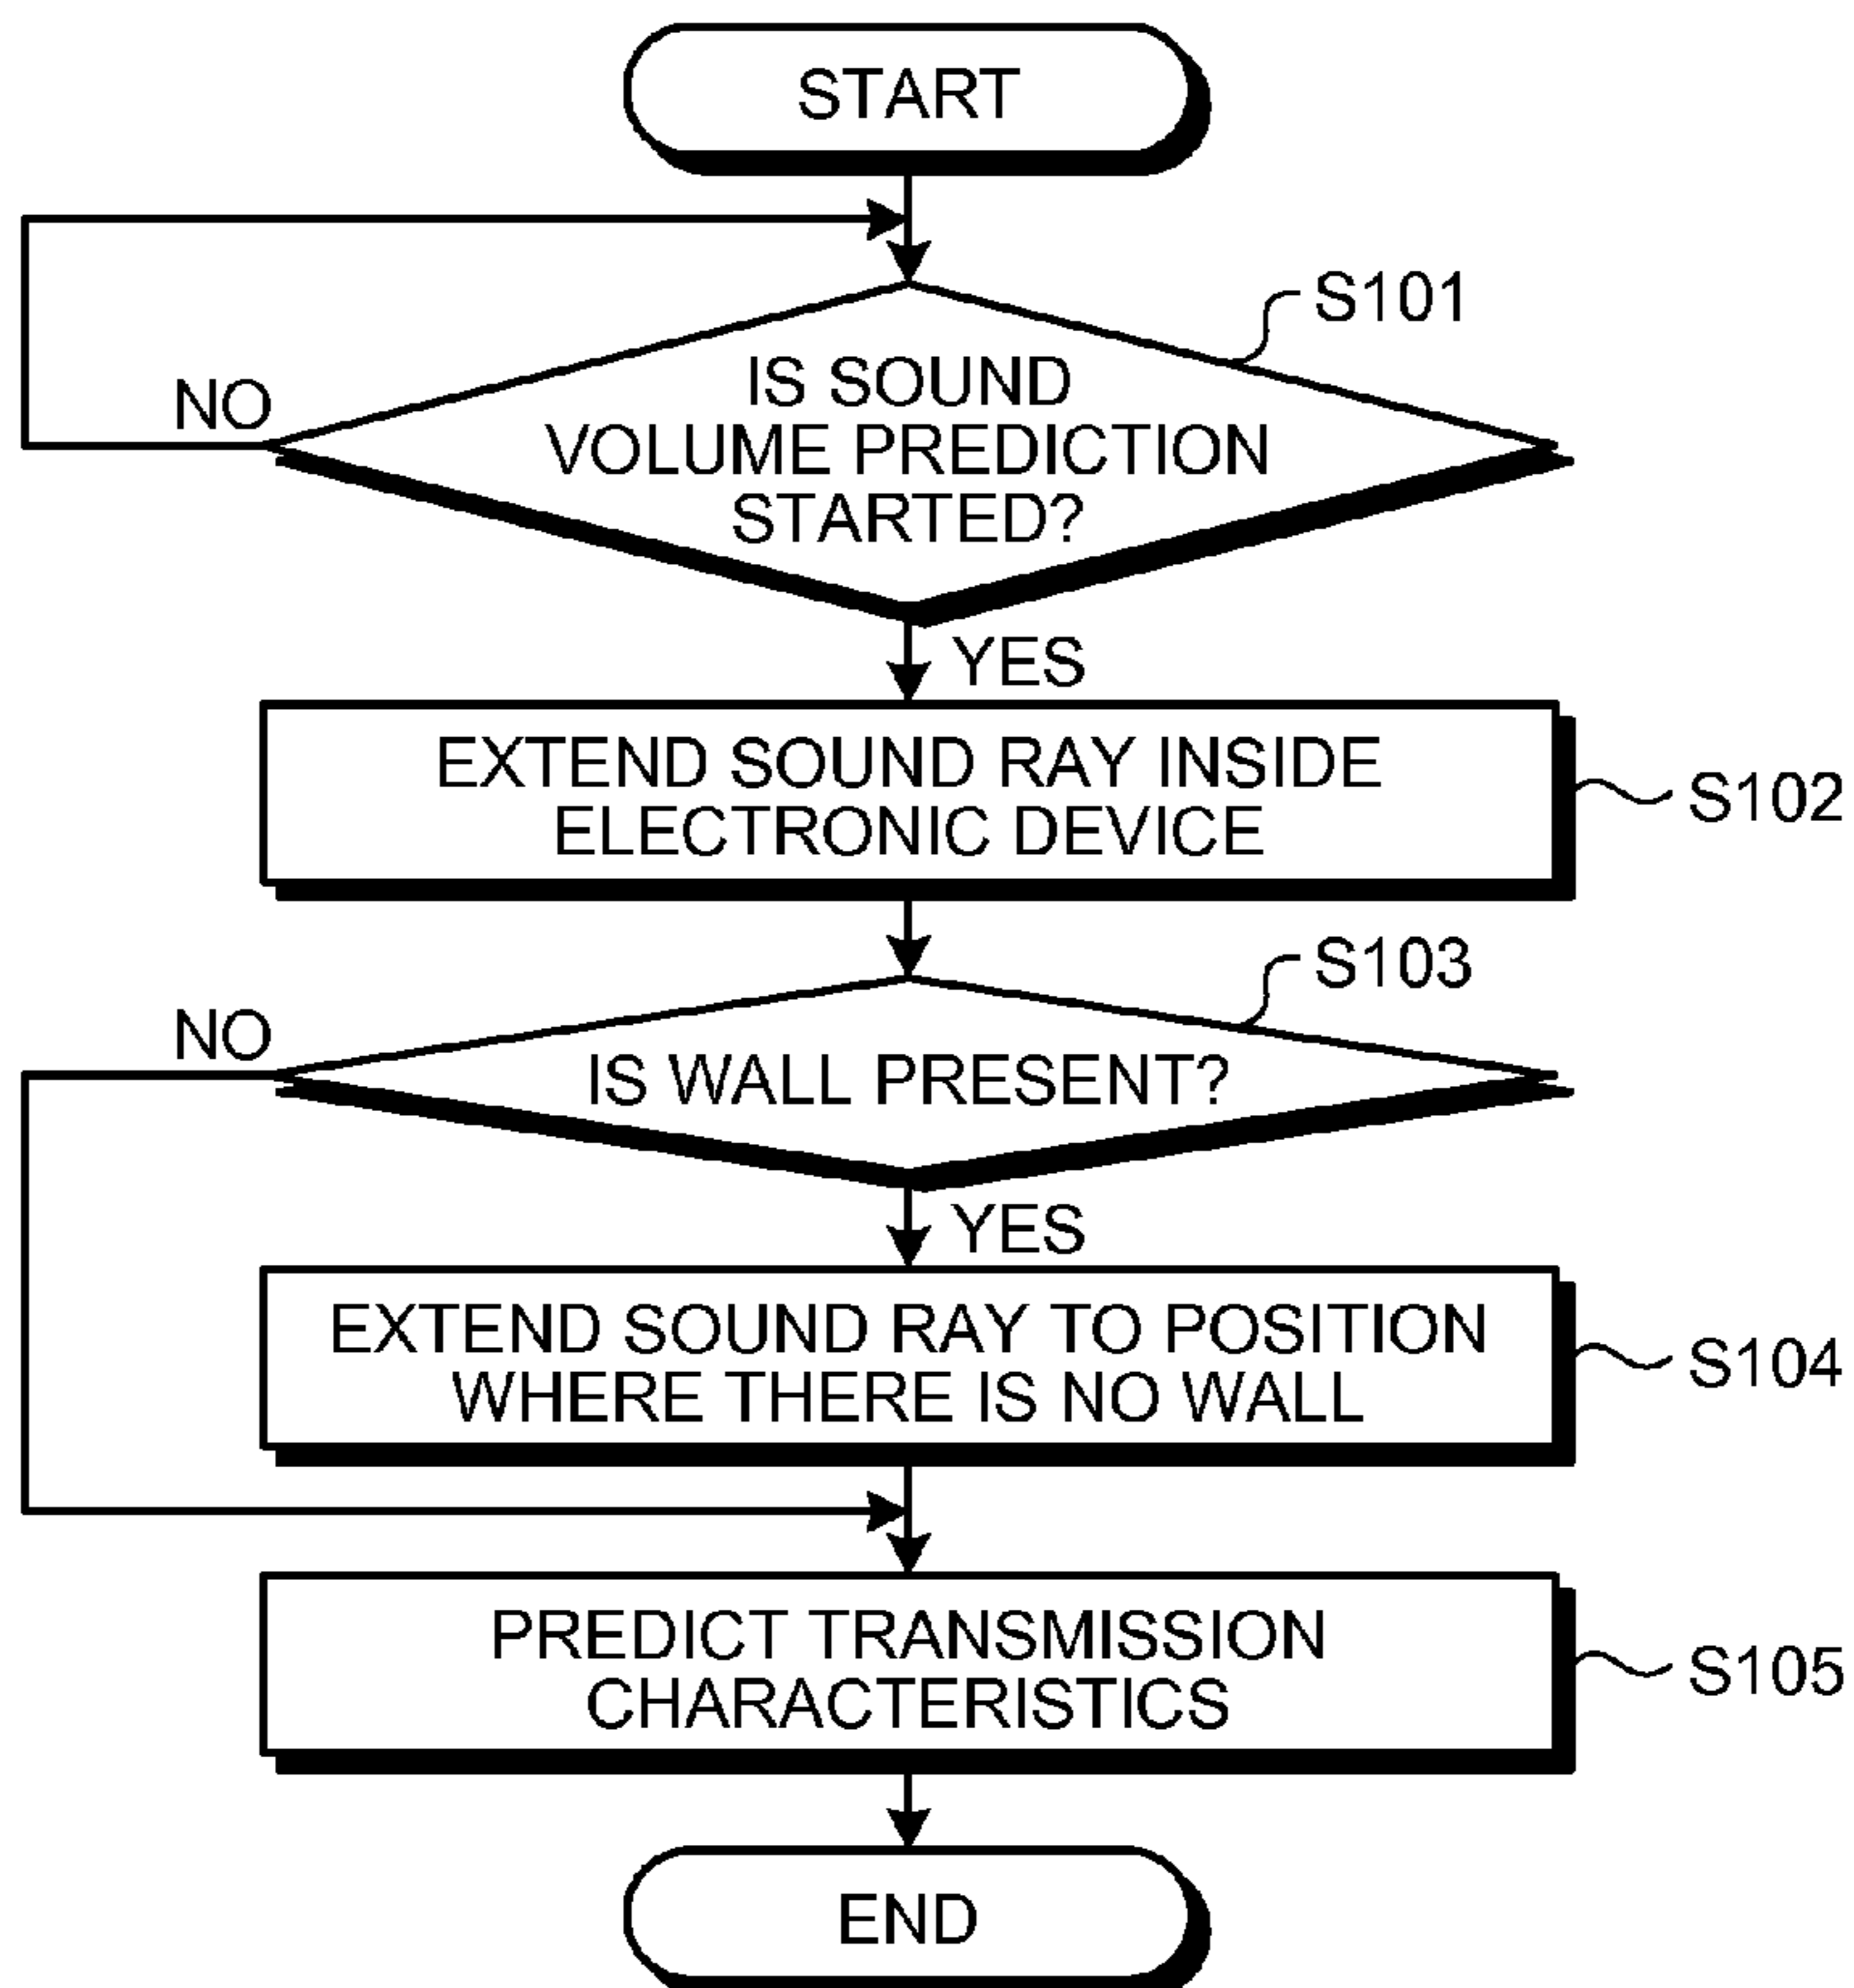 START
S101
IS SOUND
VOLUME PREDICTION
STARTED?
NO
YES
EXTEND SOUND RAY INSIDE
ELECTRONIC DEVICE
S102
S103
NO
IS WALL PRESENT?
YES
EXTEND SOUND RAY TO POSITION
WHERE THERE IS NO WALL
S104
PREDICT TRANSMISSION
CHARACTERISTICS
S105
END